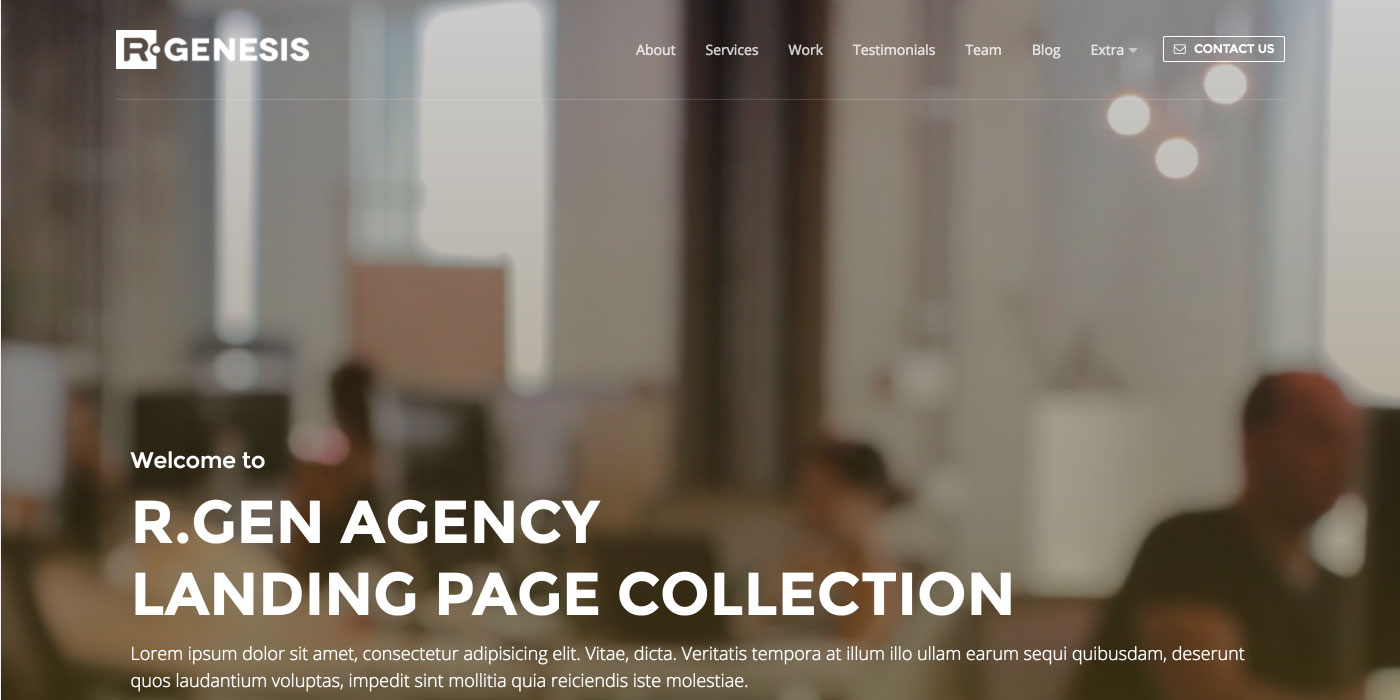 R·GENESIS
About Services Work Testimonials Team Blog Extra CONTACT US
Welcome to
R.GEN AGENCY
LANDING PAGE COLLECTION
Lorem ipsum dolor sit amet, consectetur adipisicing elit. Vitae, dicta. Veritatis tempora at illum illo ullam earum sequi quibusdam, deserunt
quos laudantium voluptas, impedit sint mollitia quia reiciendis iste molestiae.